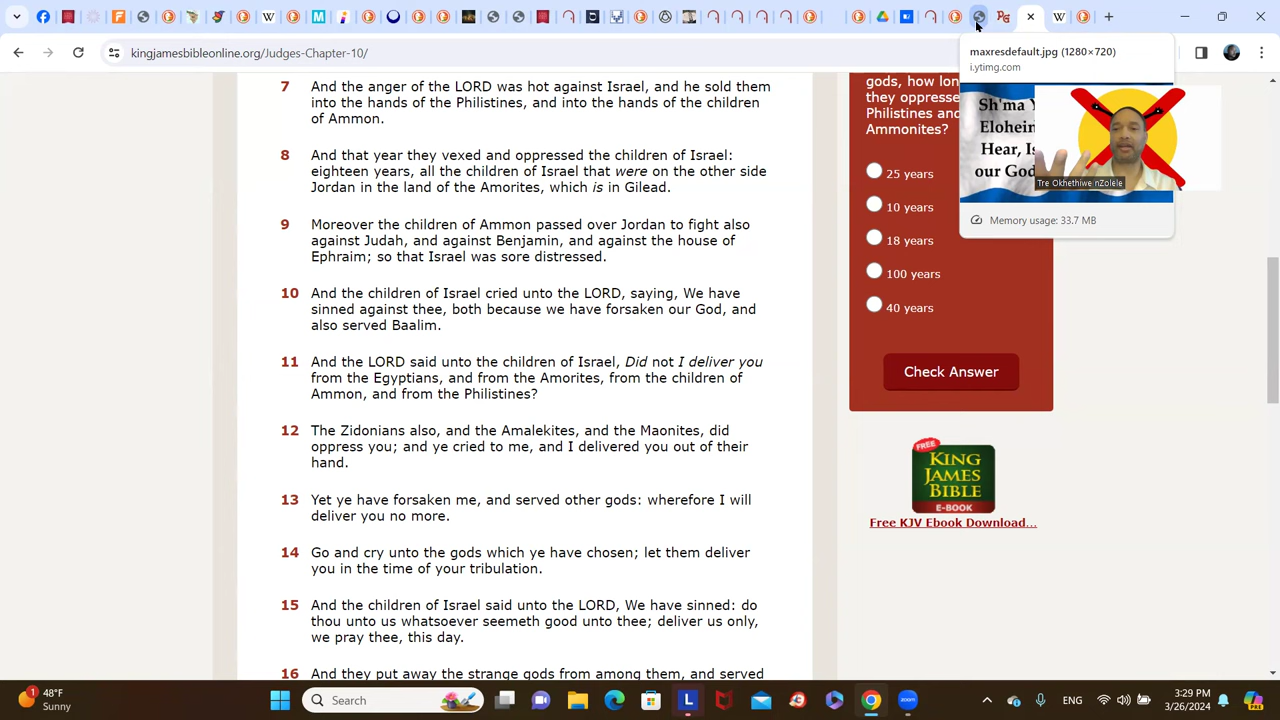 kingjamesbibleonline.org/Judges-Chapter-10/
maxresdefault.jpg (1280×720)
i.ytimg.com
Sh'ma Y
Elohein
Hear, Is
our God
Tre Okhethiwe nZolele
Memory usage: 33.7 MB
7 And the anger of the LORD was hot against Israel, and he sold them
into the hands of the Philistines, and into the hands of the children
of Ammon.
8 And that year they vexed and oppressed the children of Israel:
eighteen years, all the children of Israel that were on the other side
Jordan in the land of the Amorites, which is in Gilead.
9 Moreover the children of Ammon passed over Jordan to fight also
against Judah, and against Benjamin, and against the house of
Ephraim; so that Israel was sore distressed.
10 And the children of Israel cried unto the LORD, saying, We have
sinned against thee, both because we have forsaken our God, and
also served Baalim.
11 And the LORD said unto the children of Israel, Did not I deliver you
from the Egyptians, and from the Amorites, from the children of
Ammon, and from the Philistines?
12 The Zidonians also, and the Amalekites, and the Maonites, did
oppress you; and ye cried to me, and I delivered you out of their
hand.
13 Yet ye have forsaken me, and served other gods: wherefore I will
deliver you no more.
14 Go and cry unto the gods which ye have chosen; let them deliver
you in the time of your tribulation.
15 And the children of Israel said unto the LORD, We have sinned: do
thou unto us whatsoever seemeth good unto thee; deliver us only,
we pray thee, this day.
16 And they put away the strange gods from among them, and served
gods, how lon
they oppresse
Philistines and
Ammonites?
25 years
10 years
18 years
100 years
40 years
Check Answer
FREE
KING
JAMES
BIBLE
E-BOOK
Free KJV Ebook Download...
1
48°F
Sunny
Search
ENG
3:29 PM
3/26/2024